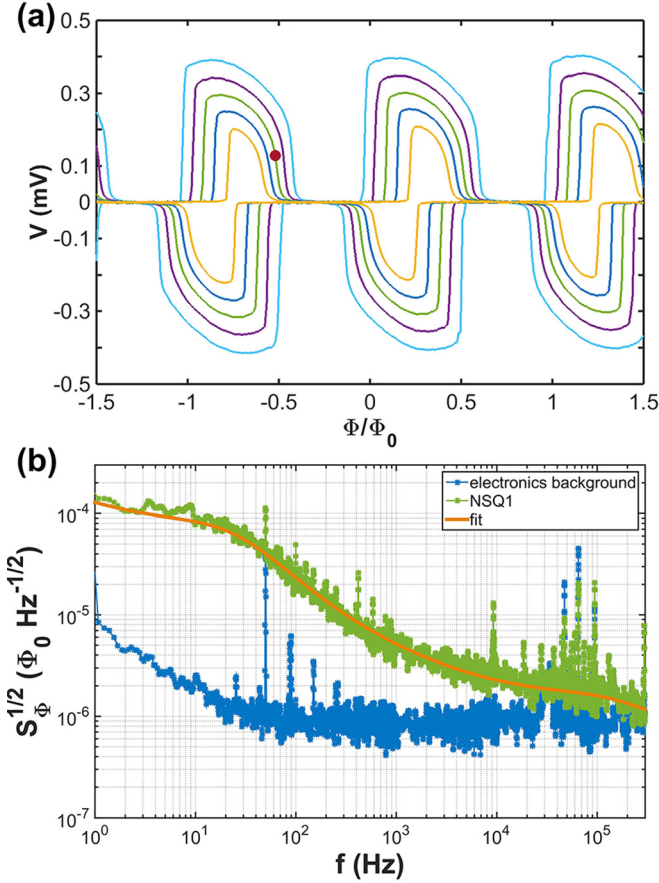 (a)
0.5
0.3
0.1
0
-0.1
-0.3
-0.5
V (mV)
-1.5 -1 -0.5 0 0.5 1 1.5
Φ/Φ₀
(b)
10⁻⁴
10⁻⁵
10⁻⁶
10⁻⁷
S_Φ^1/2 (Φ₀ Hz^-1/2)
electronics background
NSQ1
fit
10⁰ 10¹ 10² 10³ 10⁴ 10⁵
f (Hz)